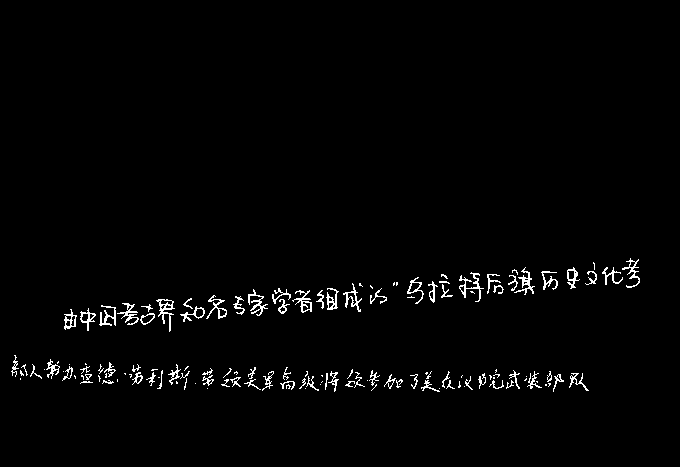 由中国考古界知名专家学者组成的“乌拉特后旗历史文化考
部人暂办查德·劳利斯.带领美军高级将领参加了美众议院武装部队